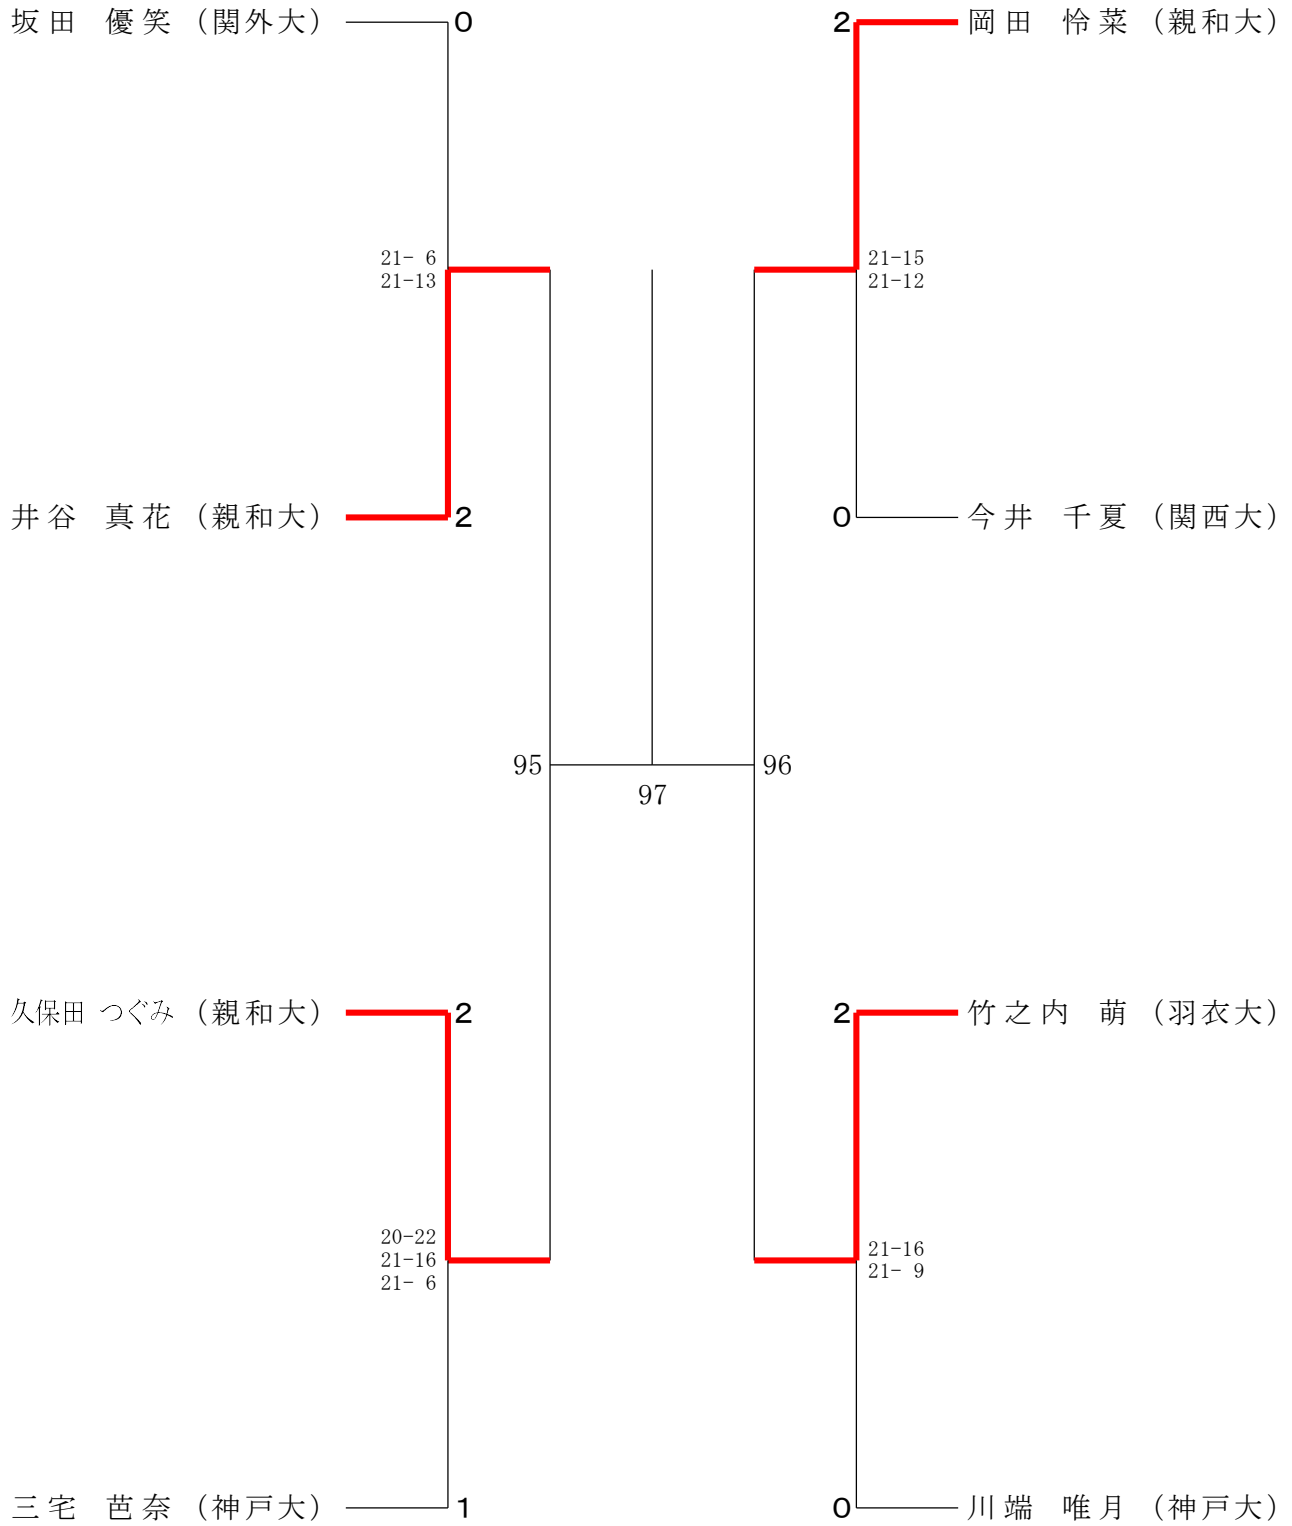 坂田　優笑（関外大） 0
2 岡田　怜菜（親和大）
21- 6
21-13
21-15
21-12
井谷　真花（親和大） 2
0 今井　千夏（関西大）
95
96
97
久保田 つぐみ（親和大） 2
2 竹之内　萌（羽衣大）
20-22
21-16
21- 6
21-16
21- 9
三宅　芭奈（神戸大） 1
0 川端　唯月（神戸大）